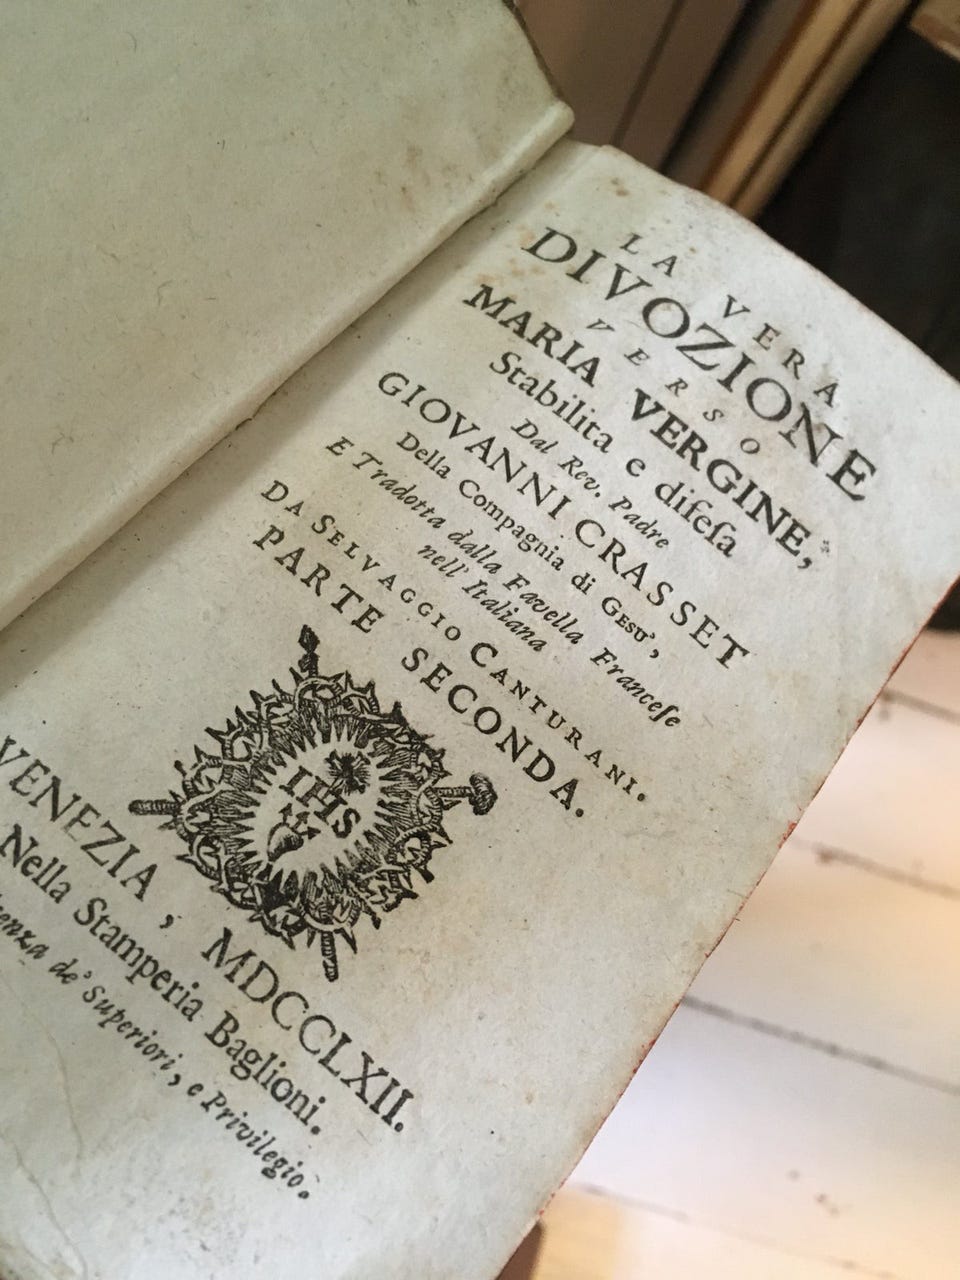 LA VERA
DIVOZIONE
VERSO
MARIA VERGINE,
Stabilita e difeſa
Dal Rev. Padre
GIOVANNI CRASSET
Della Compagnia di GESU',
E Tradotta dalla Favella Franceſe
nell' Italiana
DA SELVAGGIO CANTURANI.
PARTE SECONDA.
IHS
VENEZIA, MDCCLXII.
Nella Stamperia Baglioni.
de' Superiori, e Privilegio.